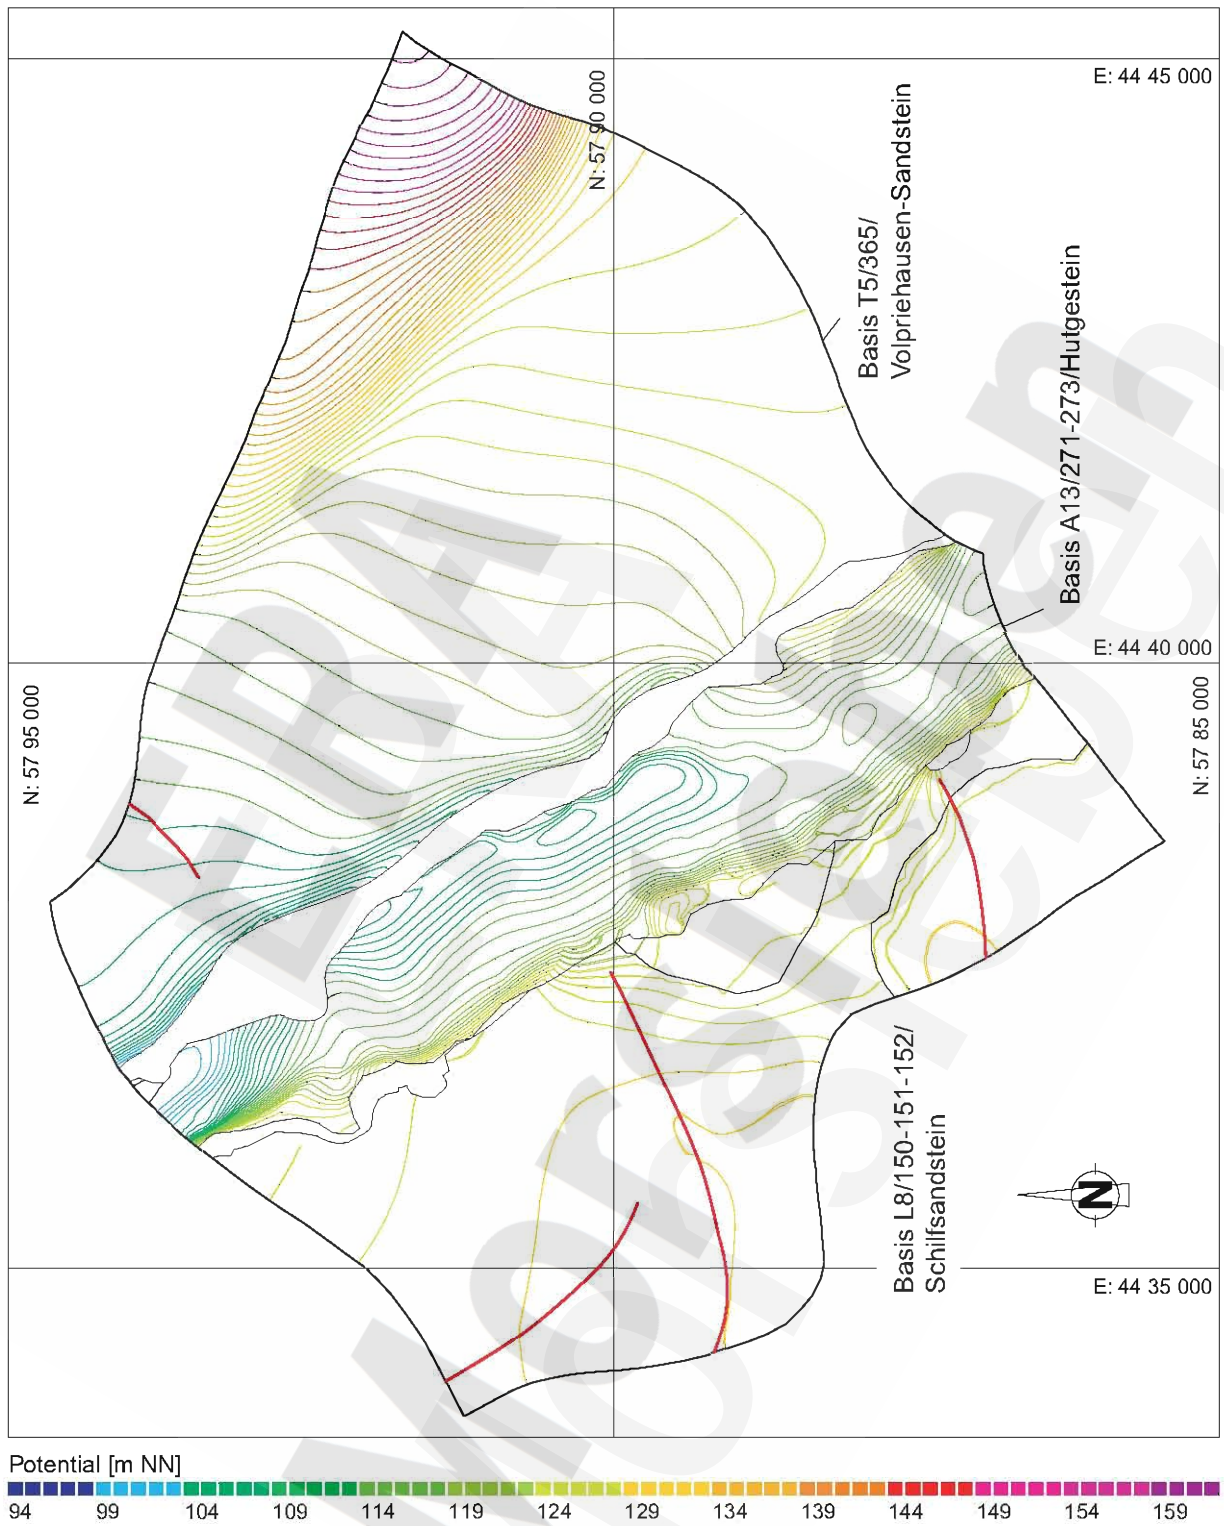 E: 44 45 000
N: 57 90 000
Basis T5/365/
Volpriehausen-Sandstein
Basis A13/271-273/Hutgestein
E: 44 40 000
N: 57 95 000
N: 57 85 000
Basis L8/150-151-152/
Schilfsandstein
N
E: 44 35 000
ERA Morsleben
Potential [m NN]
94 99 104 109 114 119 124 129 134 139 144 149 154 159